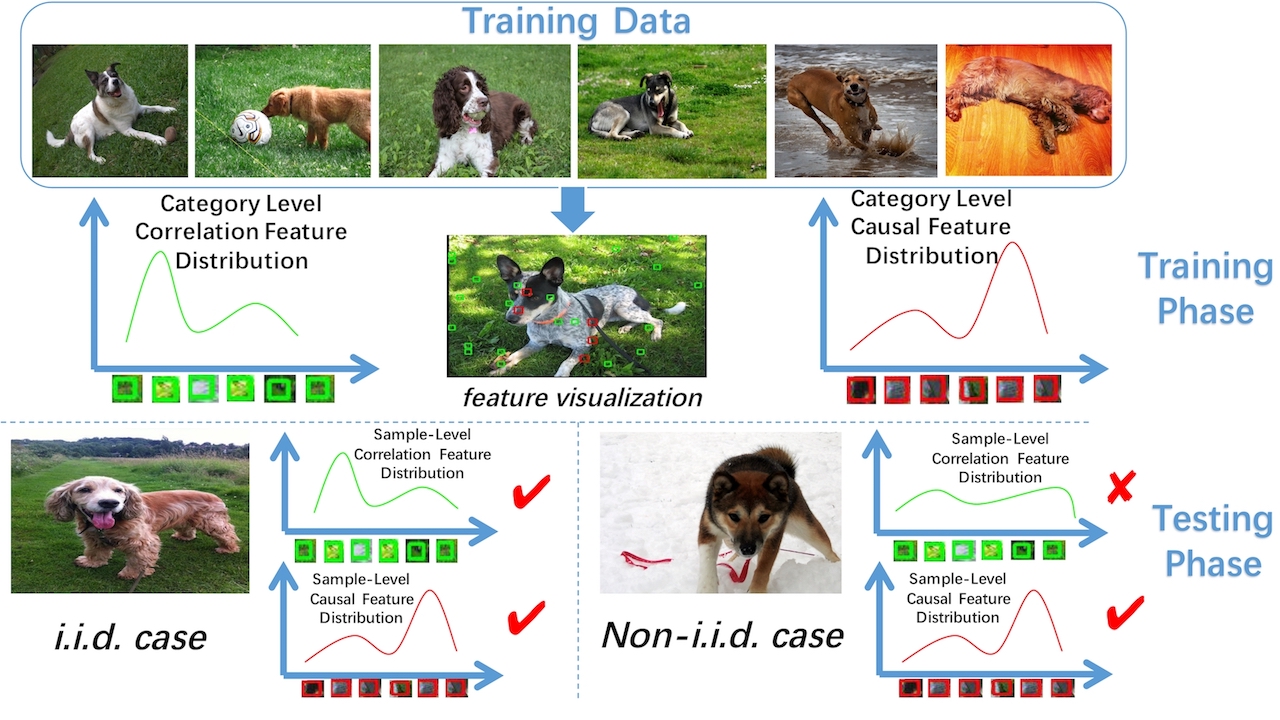 Training Data
Category Level
Correlation Feature
Distribution
Category Level
Causal Feature
Distribution
Training
Phase
feature visualization
Sample-Level
Correlation Feature
Distribution
Sample-Level
Causal Feature
Distribution
i.i.d. case
Sample-Level
Correlation Feature
Distribution
Sample-Level
Causal Feature
Distribution
Non-i.i.d. case
Testing
Phase